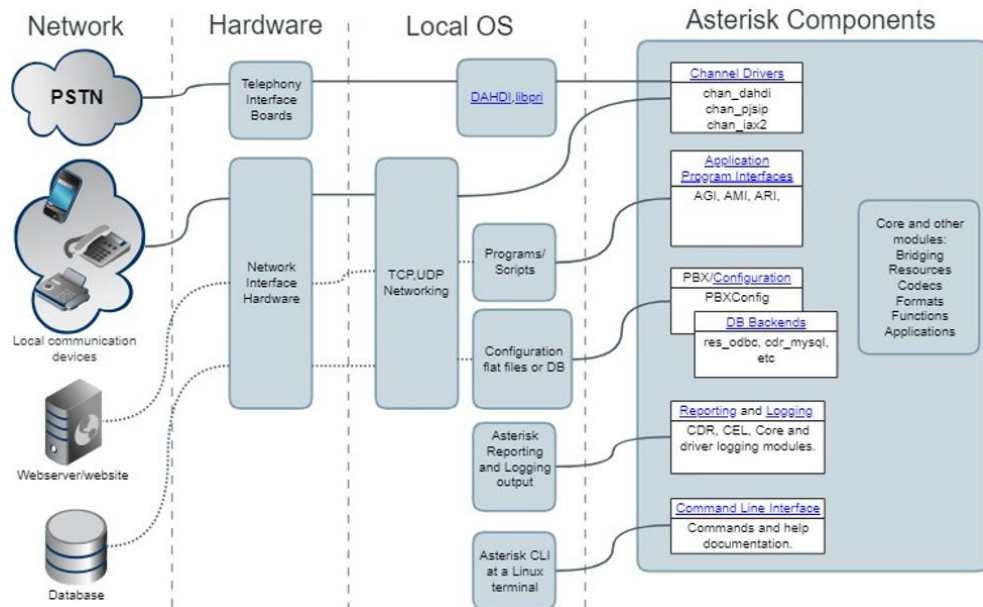 Network
Hardware
Local OS
Asterisk Components
PSTN
Telephony
Interface
Boards
DAHDI,libpri
Channel Drivers
chan_dahdi
chan_pjsip
chan_iax2
Application
Program Interfaces
AGI, AMI, ARI,
Core and other
modules:
Bridging
Resources
Codecs
Formats
Functions
Applications
Local communication
devices
Network
Interface
Hardware
TCP,UDP
Networking
Programs/
Scripts
PBX/Configuration
PBXConfig
DB Backends
res_odbc, cdr_mysql,
etc
Configuration
flat files or DB
Webserver/website
Asterisk
Reporting
and Logging
output
Reporting and Logging
CDR, CEL, Core and
driver logging modules.
Database
Asterisk CLI
at a Linux
terminal
Command Line Interface
Commands and help
documentation.